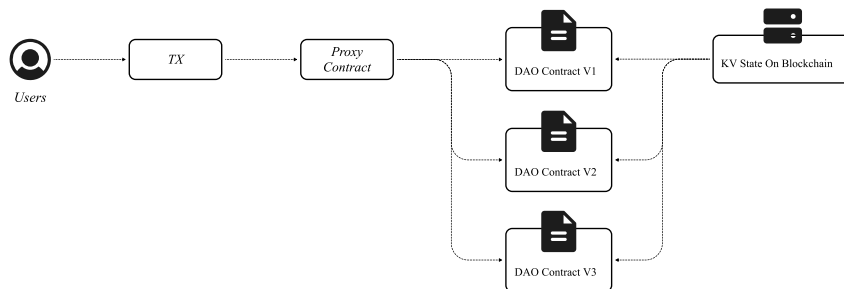 Users
TX
Proxy
Contract
DAO Contract V1
DAO Contract V2
DAO Contract V3
KV State On Blockchain